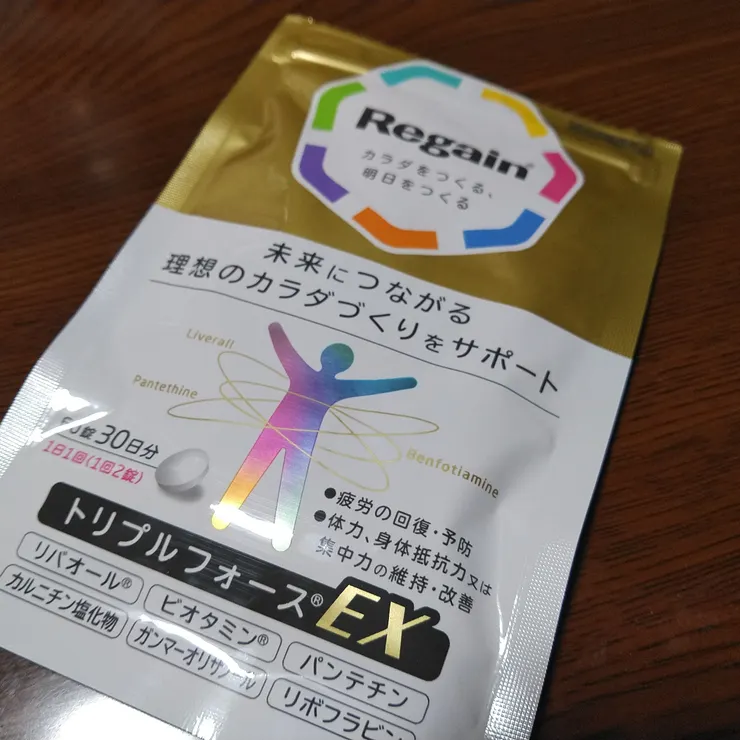 Regain®
カラダをつくる、
明日をつくる
未来につながる
理想のカラダづくりをサポート
Liverall
Pantethine
Benfotiamine
30日分
1日1回(1回2錠)
●疲労の回復・予防
●体力、身体抵抗力又は
集中力の維持・改善
トリプルフォース®EX
リバオール®
ビオタミン®
パンテチン
カルニチン塩化物
ガンマーオリザノール
リボフラビン